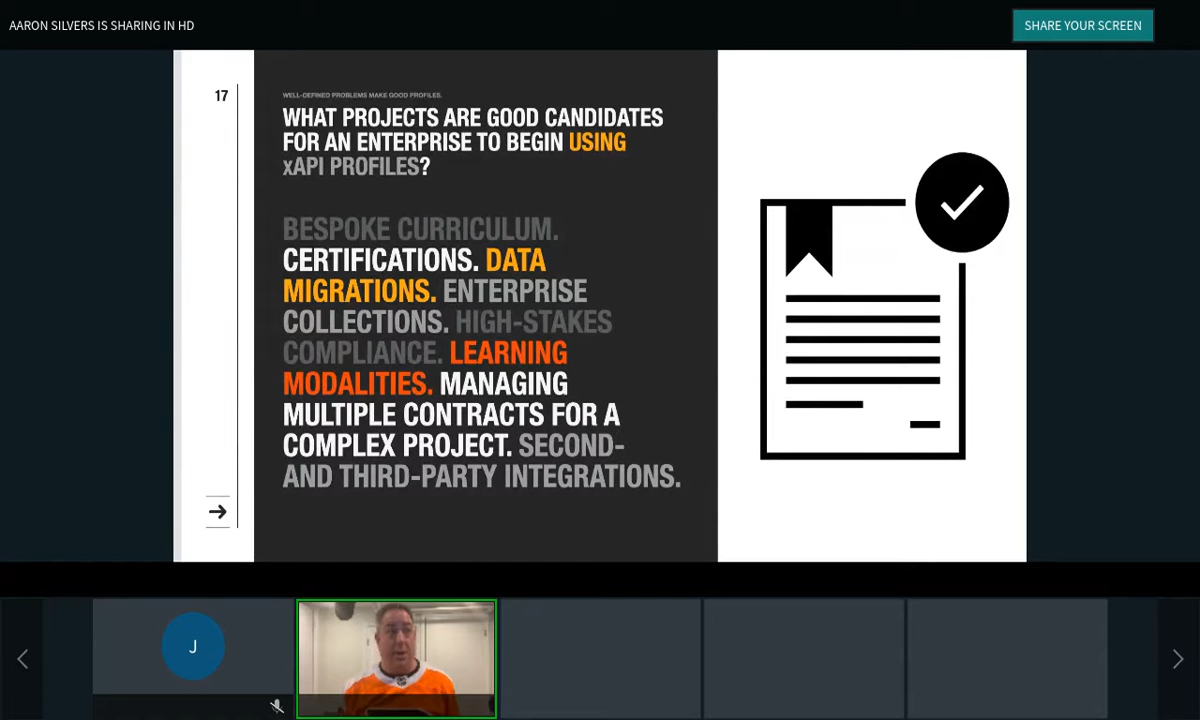 AARON SILVERS IS SHARING IN HD
SHARE YOUR SCREEN
17
WELL-DEFINED PROBLEMS MAKE GOOD PROFILES.
WHAT PROJECTS ARE GOOD CANDIDATES
FOR AN ENTERPRISE TO BEGIN USING
xAPI PROFILES?
BESPOKE CURRICULUM.
CERTIFICATIONS. DATA
MIGRATIONS. ENTERPRISE
COLLECTIONS. HIGH-STAKES
COMPLIANCE. LEARNING
MODALITIES. MANAGING
MULTIPLE CONTRACTS FOR A
COMPLEX PROJECT. SECOND-
AND THIRD-PARTY INTEGRATIONS.
J